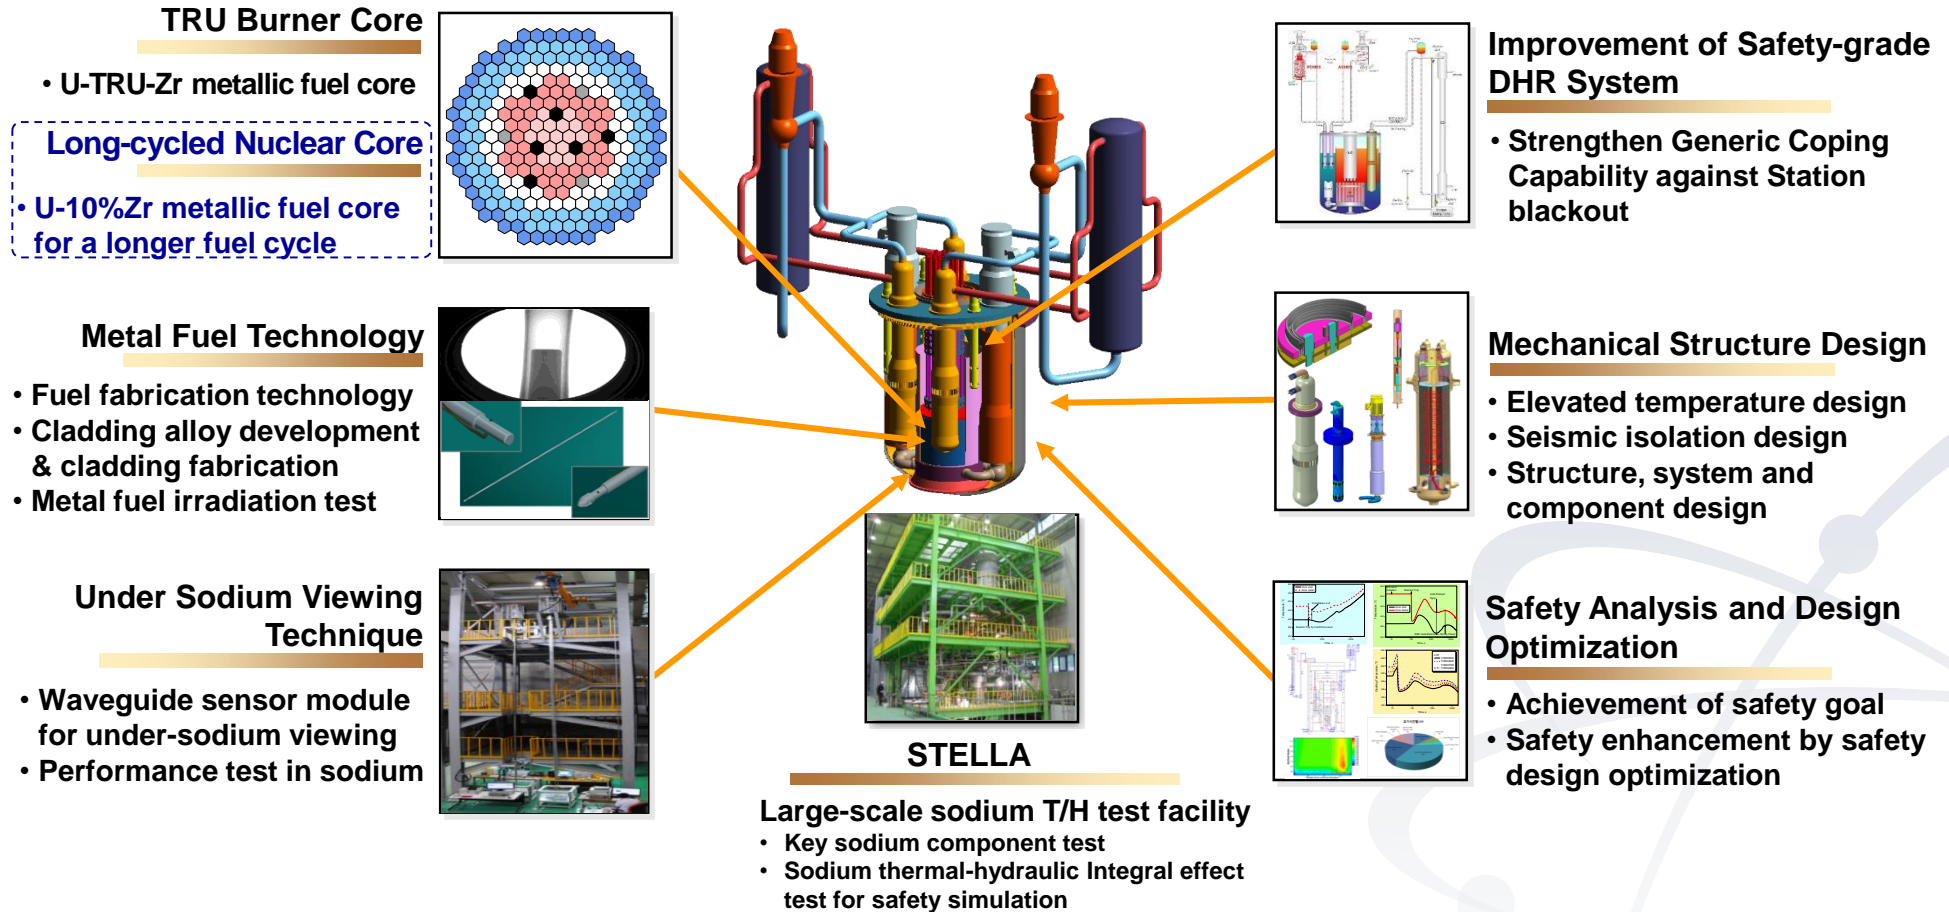 TRU Burner Core
• U-TRU-Zr metallic fuel core
Long-cycled Nuclear Core
• U-10%Zr metallic fuel core
for a longer fuel cycle
Metal Fuel Technology
• Fuel fabrication technology
• Cladding alloy development
& cladding fabrication
• Metal fuel irradiation test
Under Sodium Viewing
Technique
• Waveguide sensor module
for under-sodium viewing
• Performance test in sodium
STELLA
Large-scale sodium T/H test facility
• Key sodium component test
• Sodium thermal-hydraulic Integral effect
test for safety simulation
Improvement of Safety-grade
DHR System
• Strengthen Generic Coping
Capability against Station
blackout
Mechanical Structure Design
• Elevated temperature design
• Seismic isolation design
• Structure, system and
component design
Safety Analysis and Design
Optimization
• Achievement of safety goal
• Safety enhancement by safety
design optimization